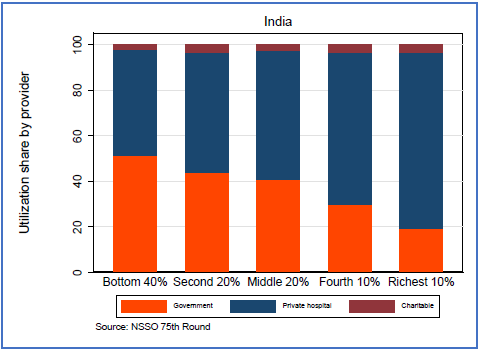 India
Utilization share by provider
100
80
60
40
20
0
Bottom 40% Second 20% Middle 20% Fourth 10% Richest 10%
Government Private hospital Charitable
Source: NSSO 75th Round